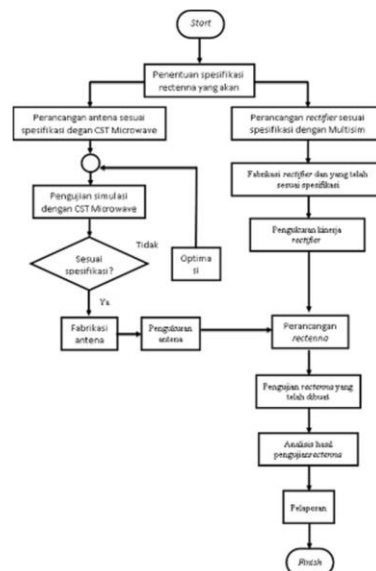 Start
Penentuan spesifikasi
rectenna yang akan
Perancangan antena sesuai
spesifikasi degan CST Microwave
Perancangan rectifier sesuai
spesifikasi dengan Multisim
Pengujian simulasi
dengan CST Microwave
Fabrikasi rectifier dan yang telah
sesuai spesifikasi
Pengukuran kinerja
rectifier
Tidak
Sesuai
spesifikasi?
Optima
si
Ya
Fabrikasi
antena
Pengukuran
antena
Perancangan
rectenna
Pengujian rectenna yang
telah dibuat
Analisis hasil
pengujian rectenna
Pelaporan
Finish